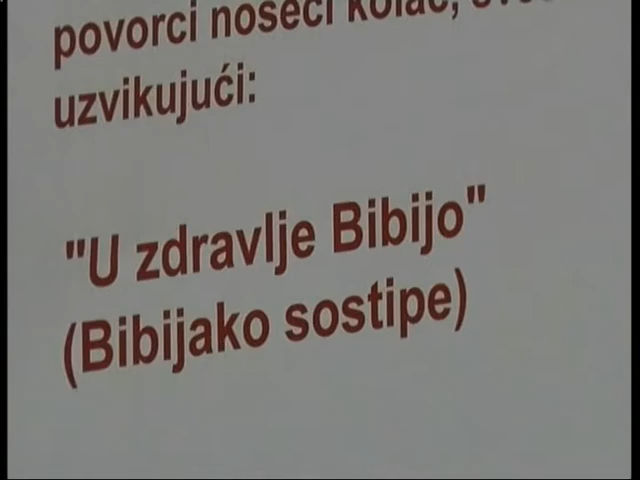 povorci noseći kolač,
uzvikujući:
"U zdravlje Bibijo"
(Bibijako sostipe)